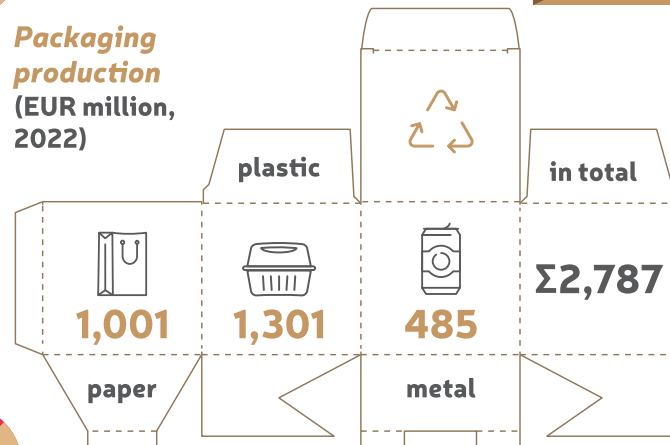 Packaging
production
(EUR million,
2022)
plastic
in total
1,001
1,301
485
Σ2,787
paper
metal